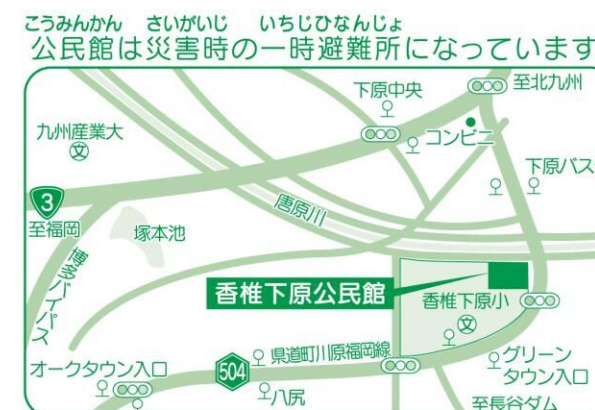 こうみんかん さいがいじ いちじひなんじょ
公民館は災害時の一時避難所になっています
下原中央
至北九州
九州産業大
文
コンビニ
下原バス
3
至福岡
塚本池
唐原川
博多バイパス
香椎下原公民館
香椎下原小
文
オークタウン入口
504
県道町川原福岡線
グリーン
タウン入口
八尻
至長谷ダム